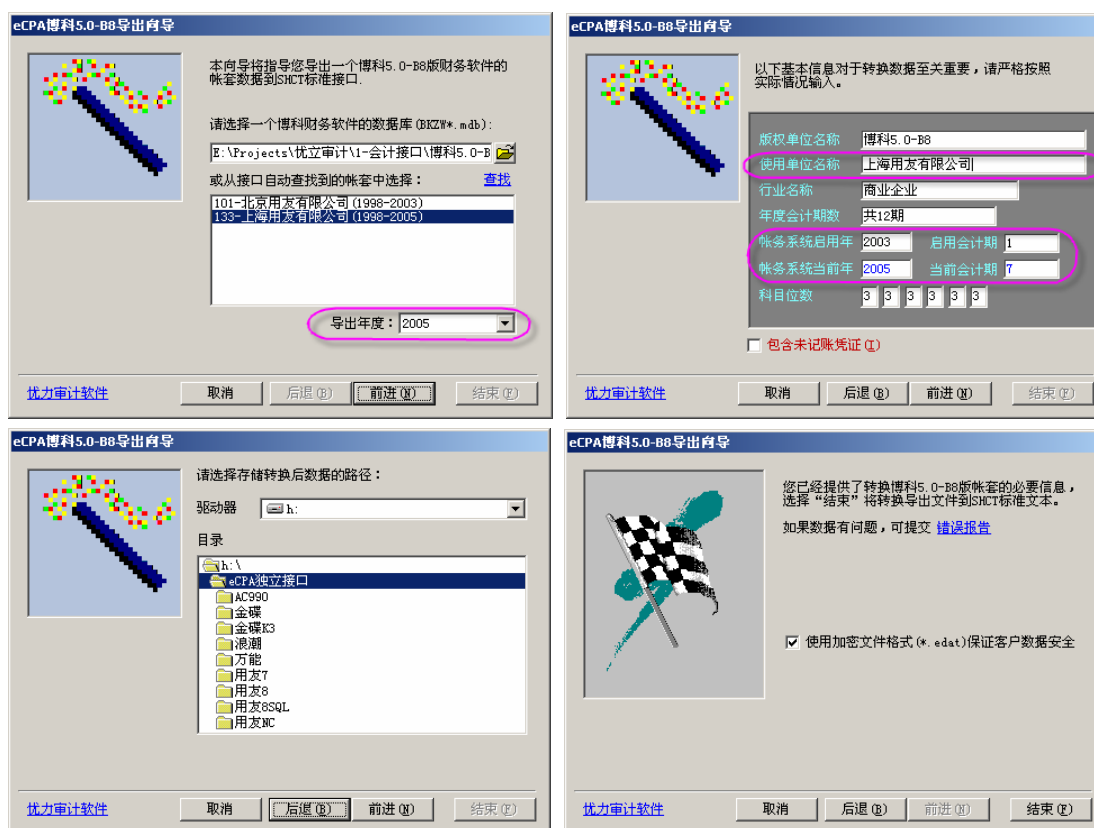 eCPA博科5.0-B8导出向导
本向导将指导您导出一个博科5.0-B8版财务软件的
帐套数据到SHCT标准接口.
请选择一个博科财务软件的数据库(BKZW*.mdb):
E:\Projects\优立审计\1-会计接口\博科5.0-B
或从接口自动查找到的帐套中选择： 查找
101-北京用友有限公司(1998-2003)
133-上海用友有限公司(1998-2005)
导出年度： 2005
优力审计软件 取消 后退(B) 前进(N) 结束(F)
eCPA博科5.0-B8导出向导
以下基本信息对于转换数据至关重要，请严格按照
实际情况输入。
版权单位名称 博科5.0-B8
使用单位名称 上海用友有限公司
行业名称 商业企业
年度会计期数 共12期
帐务系统启用年 2003 启用会计期 1
帐务系统当前年 2005 当前会计期 7
科目位数 3 3 3 3 3 3
包含未记账凭证(I)
优力审计软件 取消 后退(B) 前进(N) 结束(F)
eCPA博科5.0-B8导出向导
请选择存储转换后数据的路径：
驱动器 h:
目录
h:\
eCPA独立接口
AC990
金碟
金碟K3
浪潮
万能
用友7
用友8
用友8SQL
用友NC
优力审计软件 取消 后退(B) 前进(N) 结束(F)
eCPA博科5.0-B8导出向导
您已经提供了转换博科5.0-B8版帐套的必要信息，
选择“结束”将转换导出文件到SHCT标准文本。
如果数据有问题，可提交 错误报告
使用加密文件格式(*.edat)保证客户数据安全
优力审计软件 取消 后退(B) 前进(N) 结束(F)